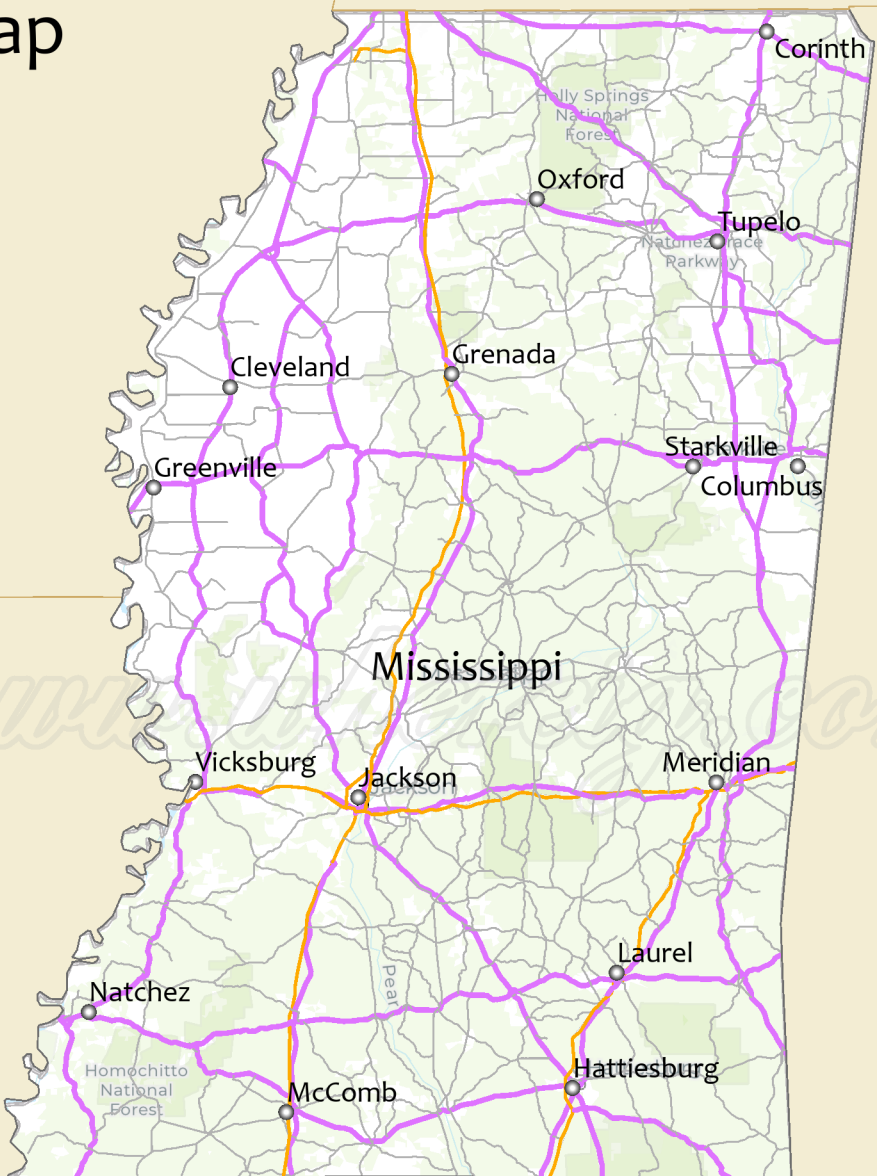 ap
Corinth
Holly Springs
National
Forest
Oxford
Tupelo
Natchez Trace
Parkway
Grenada
Cleveland
Starkville
Greenville
Columbus
Mississippi
Vicksburg
Meridian
Jackson
Jackson
Laurel
Pearl
Natchez
Homochitto
National
Forest
Hattiesburg
McComb